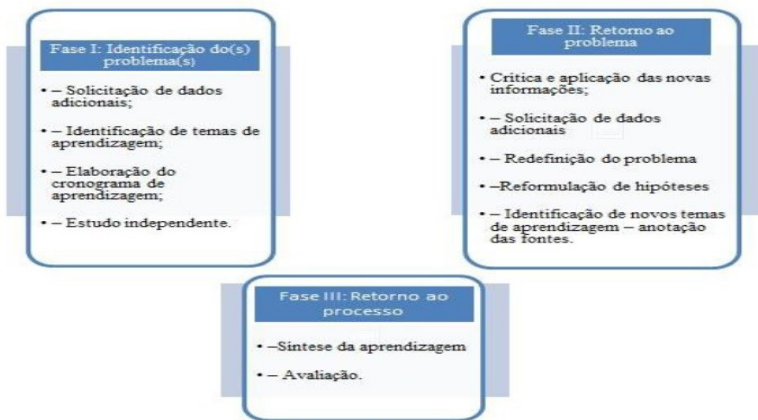 Fase I: Identificação do(s)
problema(s)
• – Solicitação de dados
adicionais;
• – Identificação de temas de
aprendizagem;
• – Elaboração do
cronograma de
aprendizagem;
• – Estudo independente.
Fase II: Retorno ao
problema
• Critica e aplicação das novas
informações;
• – Solicitação de dados
adicionais
• – Redefinição do problema
• –Reformulação de hipóteses
• – Identificação de novos temas
de aprendizagem – anotação
das fontes.
Fase III: Retorno ao
processo
• –Sintese da aprendizagem
• – Avaliação.